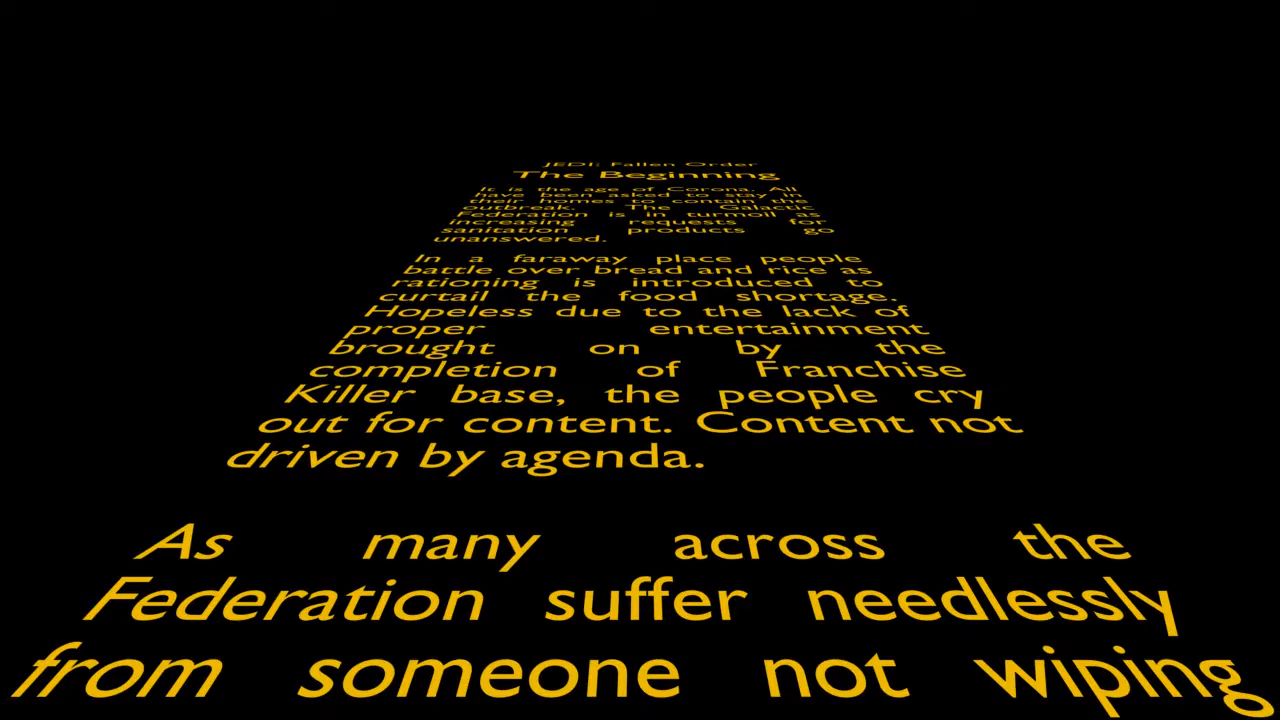 JEDI: Fallen Order
The Beginning
It is the age of Corona. All
have been asked to stay in
their homes to contain the
outbreak. The Galactic
Federation is in turmoil as
increasing requests for
sanitation products go
unanswered.
In a faraway place people
battle over bread and rice as
rationing is introduced to
curtail the food shortage.
Hopeless due to the lack of
proper entertainment
brought on by the
completion of Franchise
Killer base, the people cry
out for content. Content not
driven by agenda.
As many across the
Federation suffer needlessly
from someone not wiping